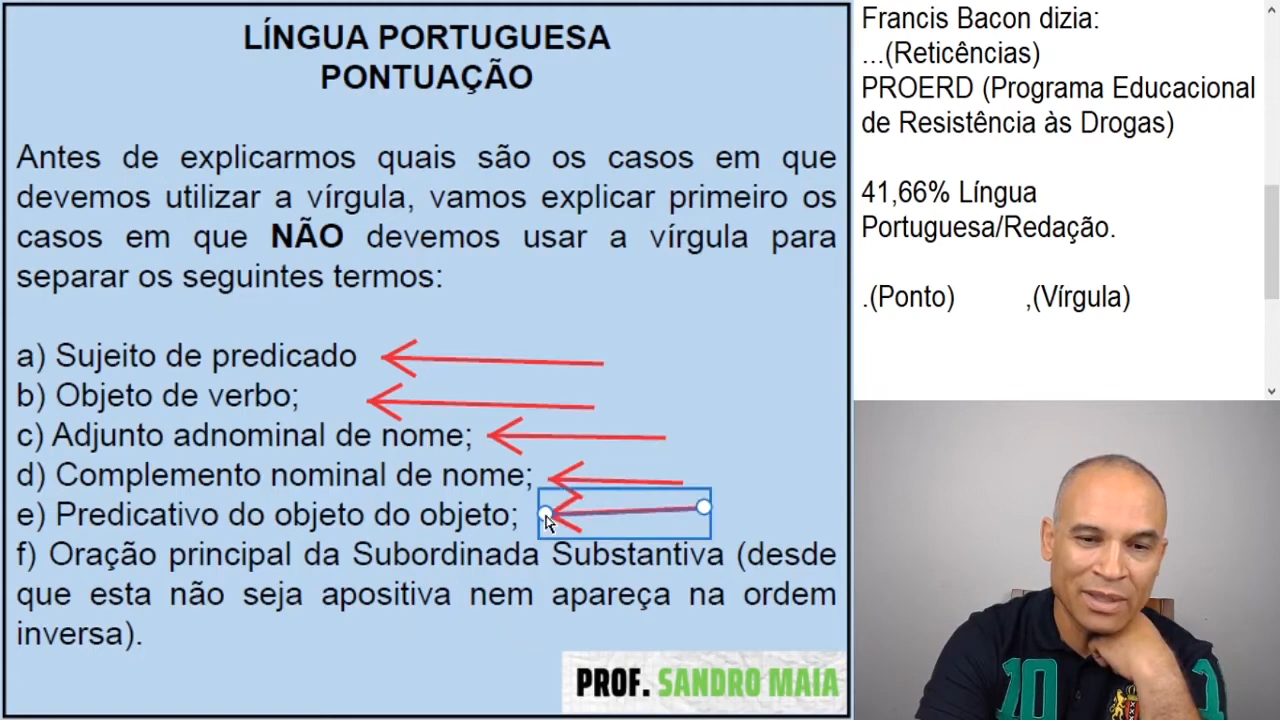 LÍNGUA PORTUGUESA
PONTUAÇÃO
Antes de explicarmos quais são os casos em que
devemos utilizar a vírgula, vamos explicar primeiro os
casos em que NÃO devemos usar a vírgula para
separar os seguintes termos:
a) Sujeito de predicado
b) Objeto de verbo;
c) Adjunto adnominal de nome;
d) Complemento nominal de nome;
e) Predicativo do objeto do objeto;
f) Oração principal da Subordinada Substantiva (desde
que esta não seja apositiva nem apareça na ordem
inversa).
PROF. SANDRO MAIA
Francis Bacon dizia:
...(Reticências)
PROERD (Programa Educacional
de Resistência às Drogas)
41,66% Língua
Portuguesa/Redação.
.(Ponto) ,(Vírgula)
10
1